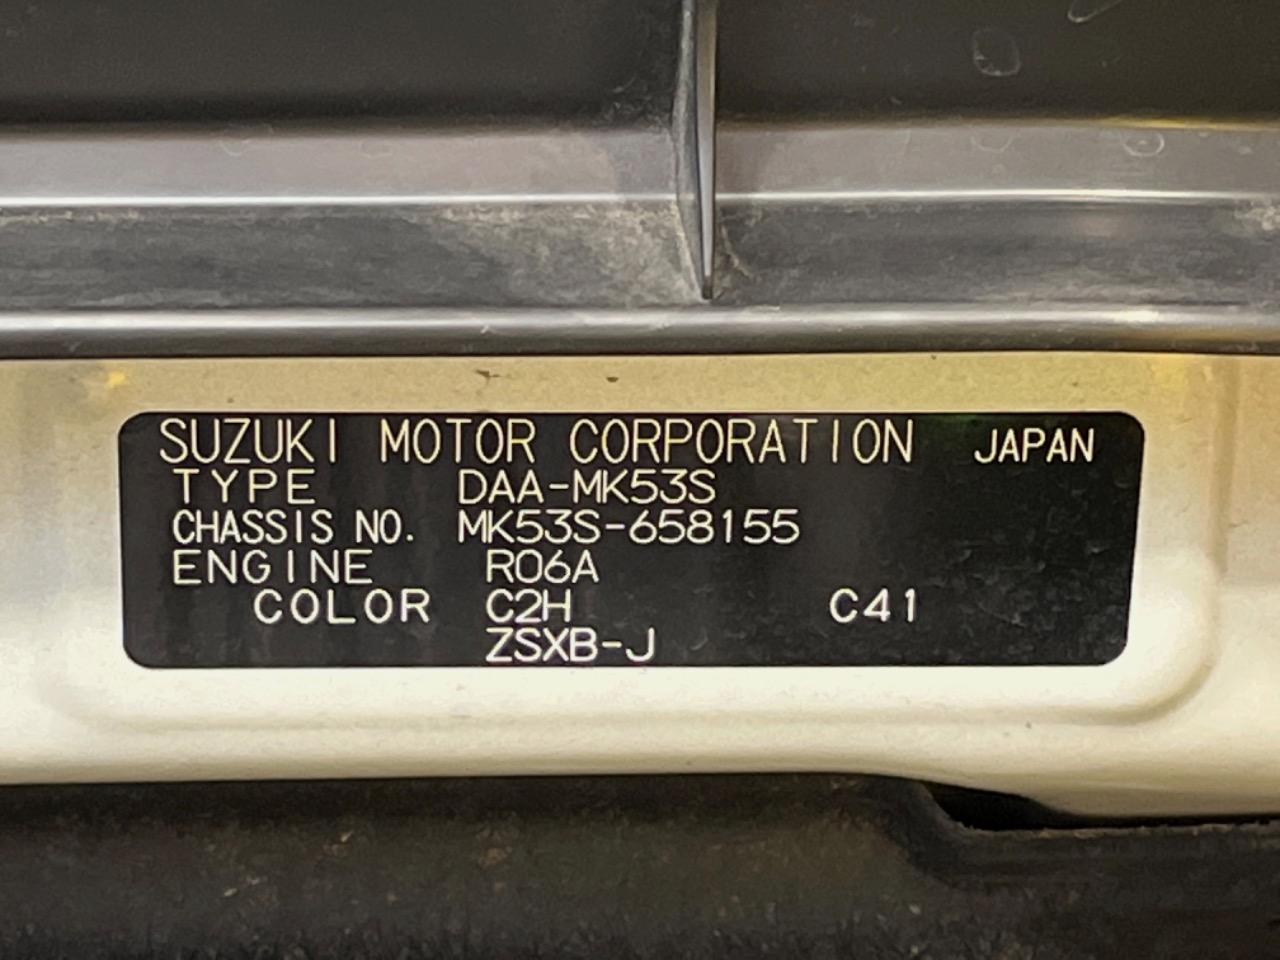 SUZUKI MOTOR CORPORATION JAPAN
TYPE DAA-MK53S
CHASSIS NO. MK53S-658155
ENGINE R06A
COLOR C2H C41
ZSXB-J